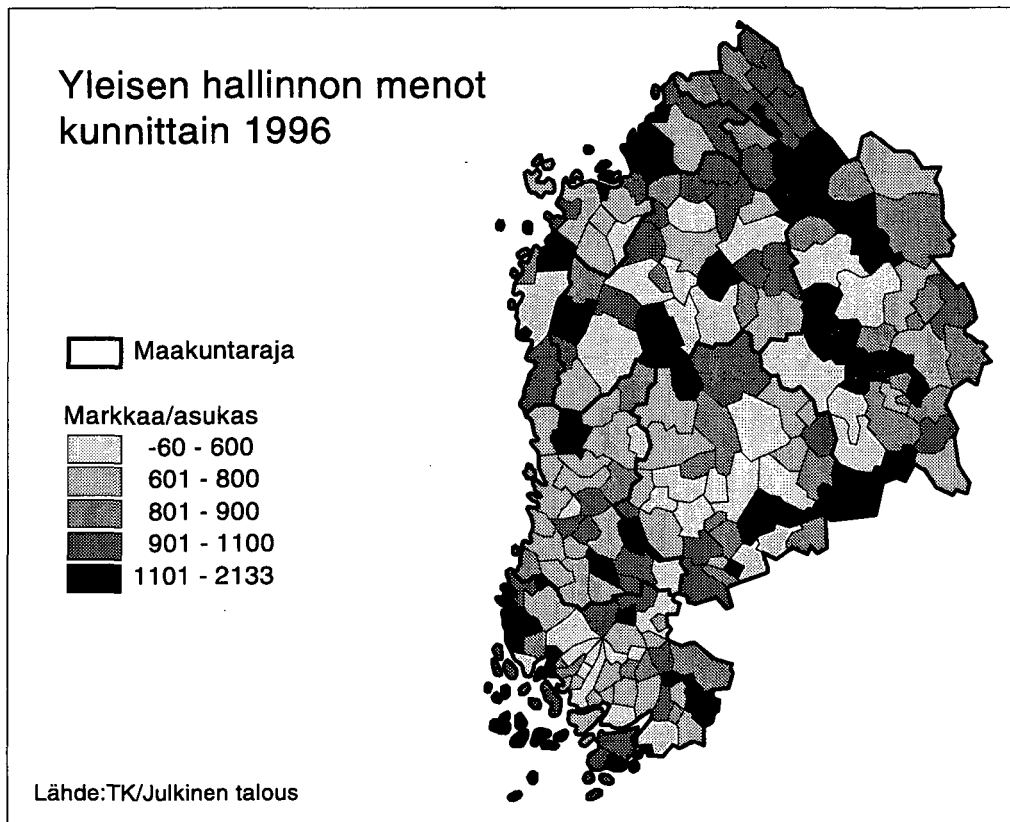 Yleisen hallinnon menot
kunnittain 1996
Maakuntaraja
Markkaa/asukas
-60 - 600
601 - 800
801 - 900
901 - 1100
1101 - 2133
Lähde:TK/Julkinen talous